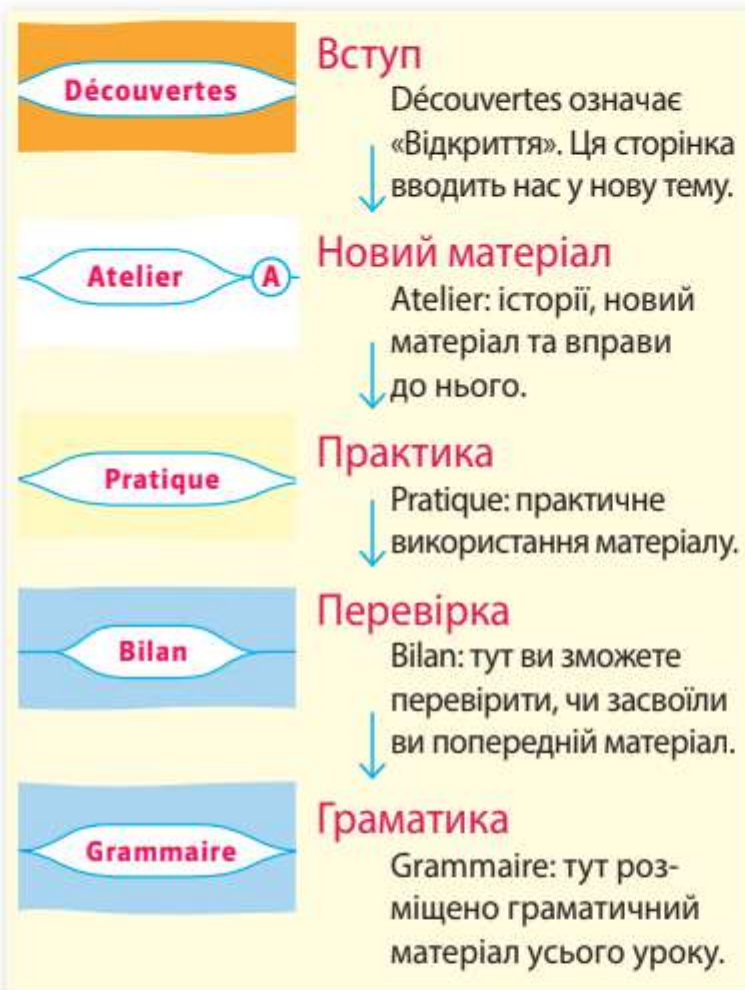 Découvertes
Вступ
Découvertes означає
«Відкриття». Ця сторінка
вводить нас у нову тему.
Atelier A
Новий матеріал
Atelier: історії, новий
матеріал та вправи
до нього.
Pratique
Практика
Pratique: практичне
використання матеріалу.
Bilan
Перевірка
Bilan: тут ви зможете
перевірити, чи засвоїли
ви попередній матеріал.
Grammaire
Граматика
Grammaire: тут роз-
міщено граматичний
матеріал усього уроку.